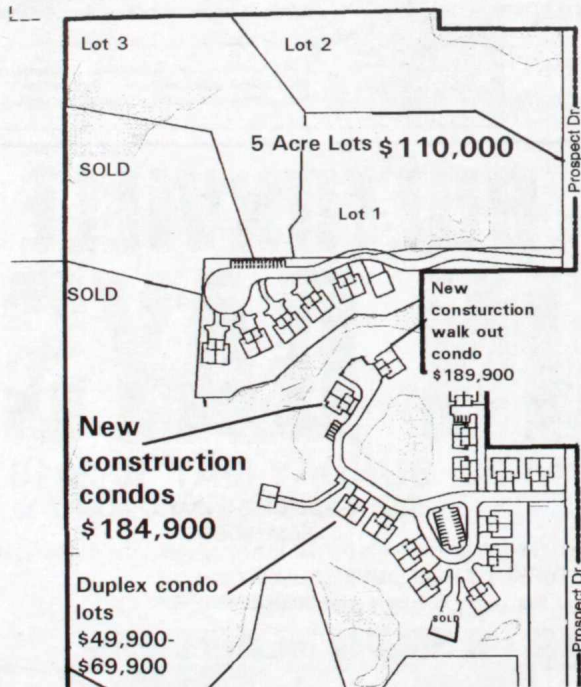 Lot 3
Lot 2
5 Acre Lots $110,000
Prospect Dr
SOLD
Lot 1
SOLD
New
consturction
walk out
condo
$189,900
New
construction
condos
$184,900
Duplex condo
lots
$49,900-
$69,900
SOLD
Prospect Dr